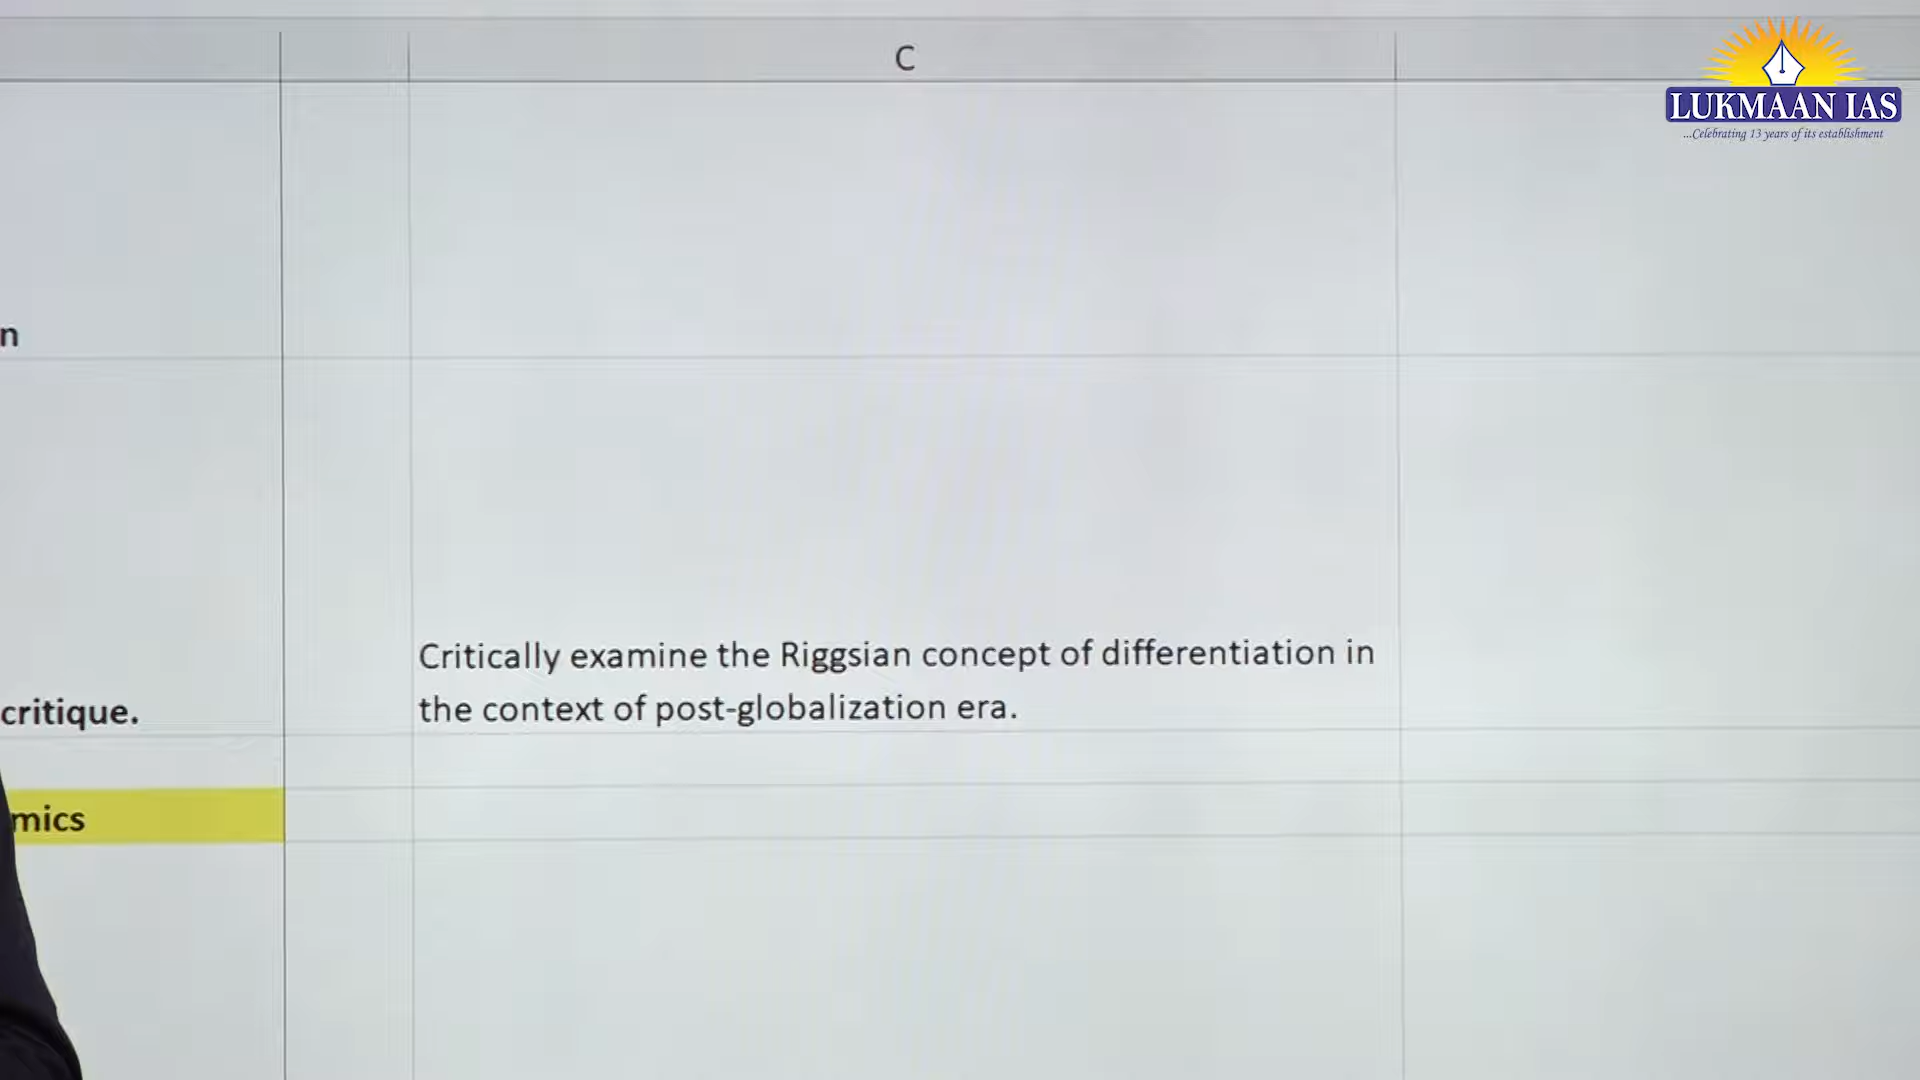 C
LUKMAAN IAS
...Celebrating 13 years of its establishment
n
Critically examine the Riggsian concept of differentiation in
the context of post-globalization era.
critique.
mics